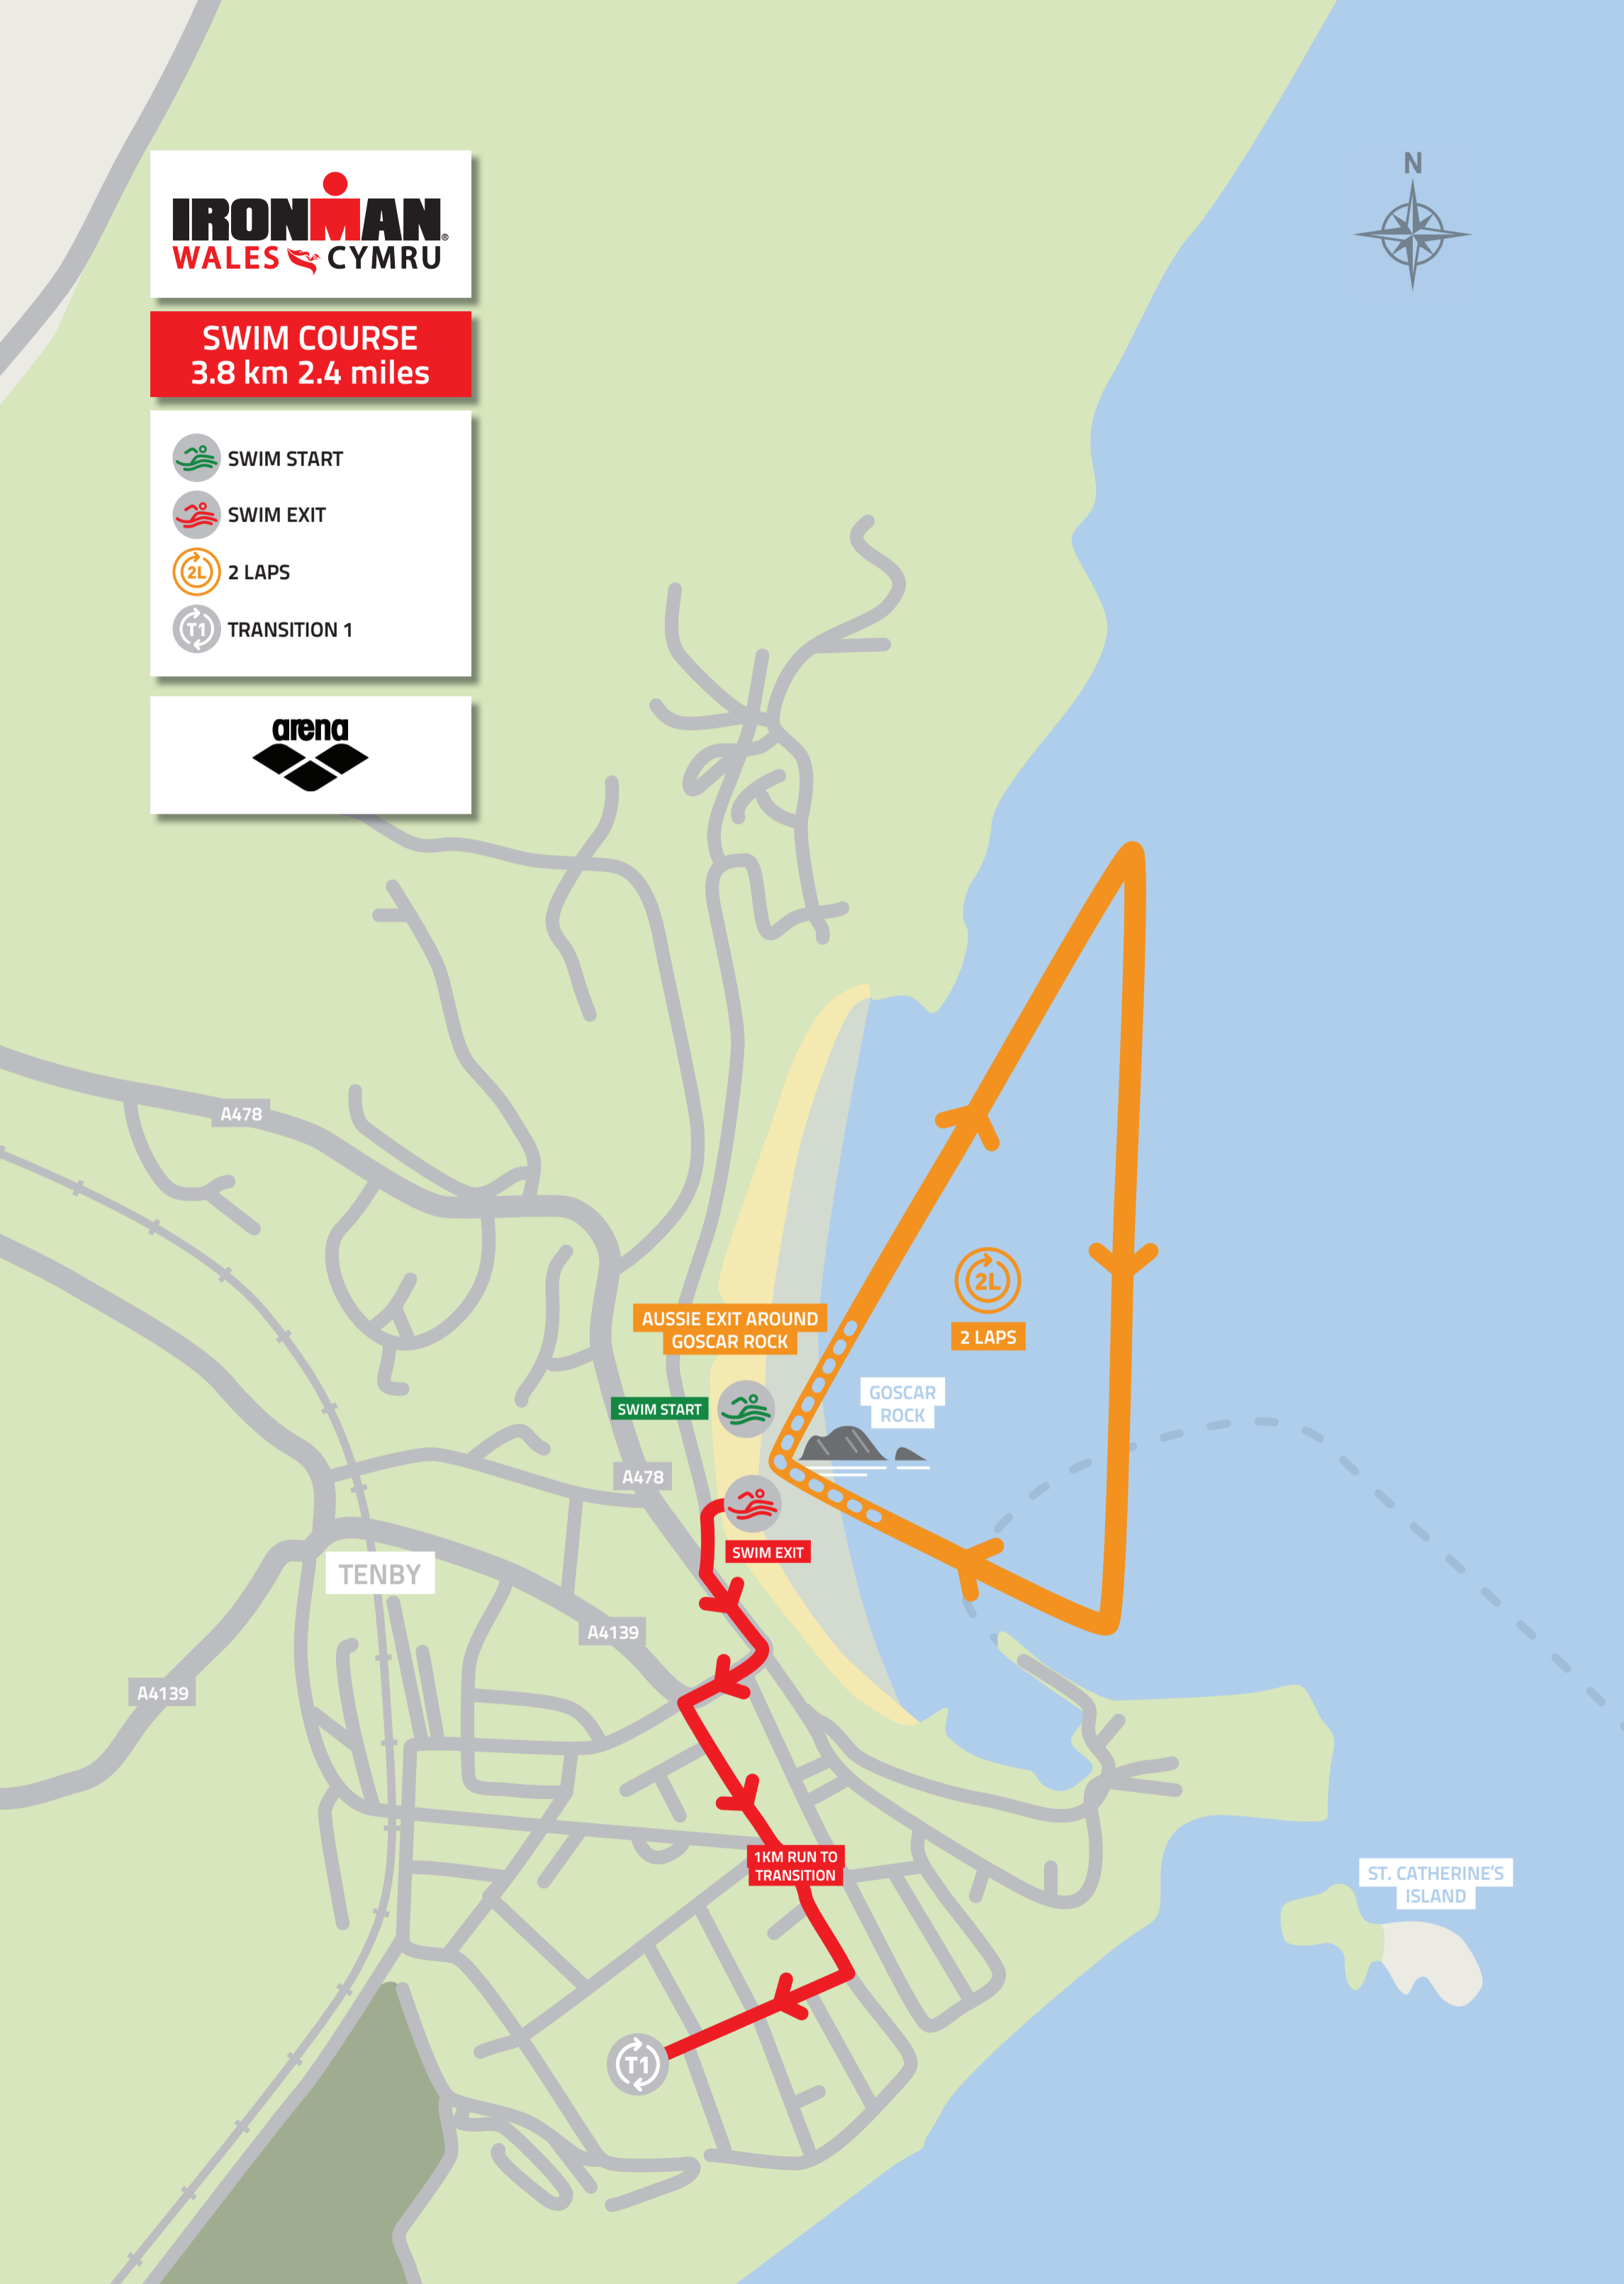 IRONMAN®
WALES CYMRU
SWIM COURSE
3.8 km 2.4 miles
SWIM START
SWIM EXIT
2L 2 LAPS
T1 TRANSITION 1
arena
N
A478
AUSSIE EXIT AROUND
GOSCAR ROCK
2L
2 LAPS
SWIM START
GOSCAR
ROCK
A478
SWIM EXIT
TENBY
A4139
A4139
1KM RUN TO
TRANSITION
ST. CATHERINE'S
ISLAND
T1